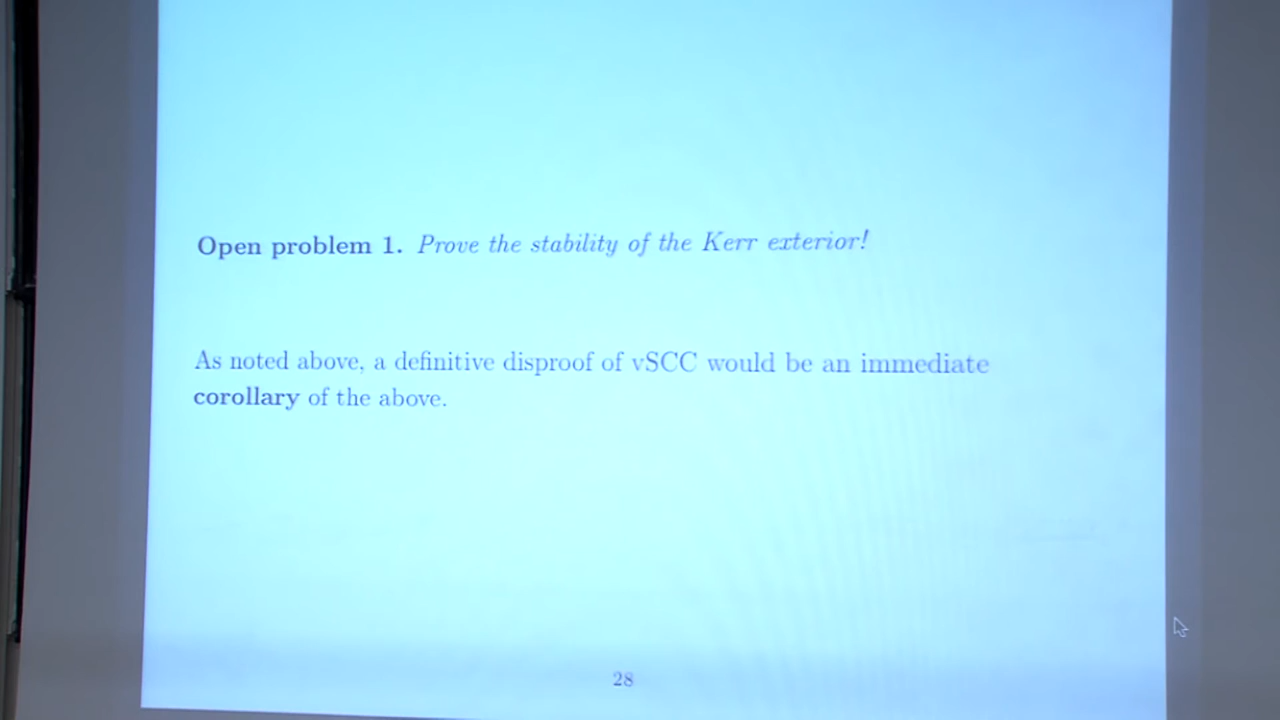 Open problem 1. Prove the stability of the Kerr exterior!
As noted above, a definitive disproof of vSCC would be an immediate
corollary of the above.
28